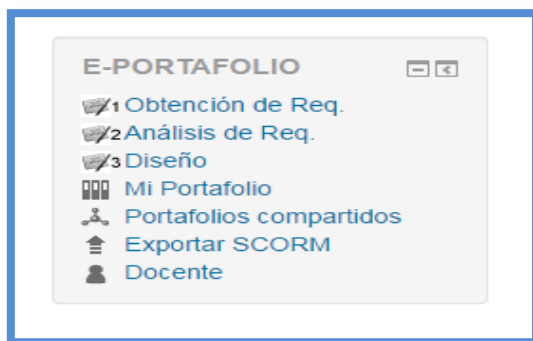 E-PORTAFOLIO
1 Obtención de Req.
2 Análisis de Req.
3 Diseño
Mi Portafolio
Portafolios compartidos
Exportar SCORM
Docente